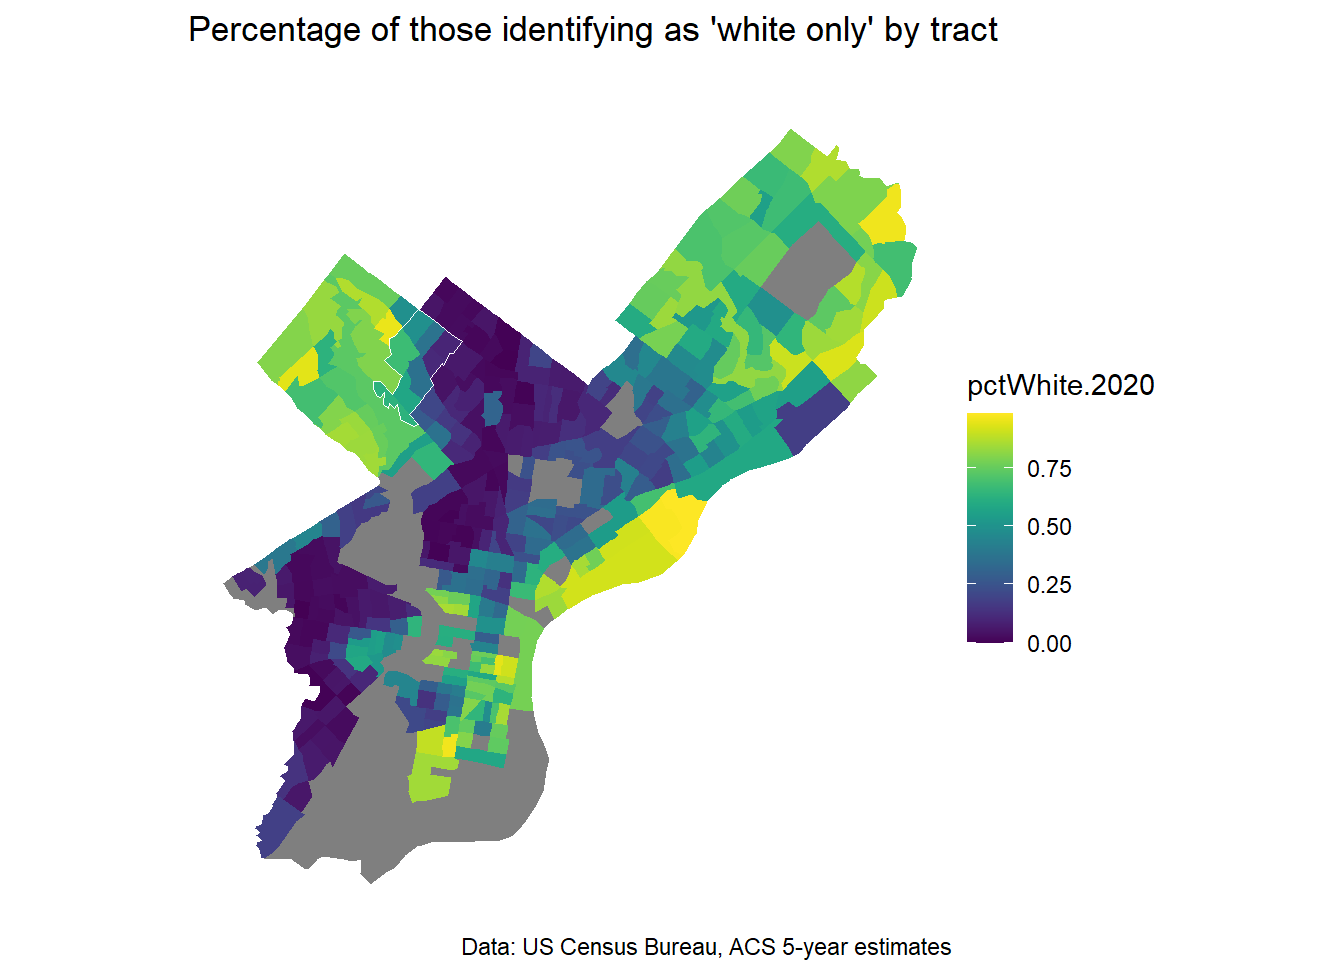 Percentage of those identifying as 'white only' by tract
pctWhite.2020
0.75
0.50
0.25
0.00
Data: US Census Bureau, ACS 5-year estimates